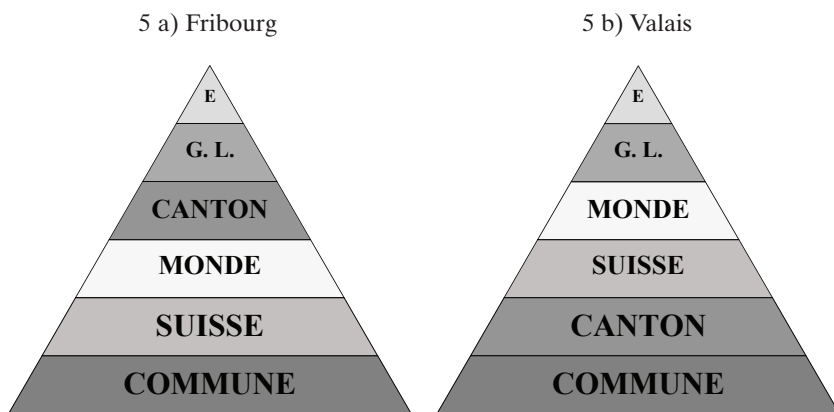 5 a) Fribourg
E
G. L.
CANTON
MONDE
SUISSE
COMMUNE
5 b) Valais
E
G. L.
MONDE
SUISSE
CANTON
COMMUNE